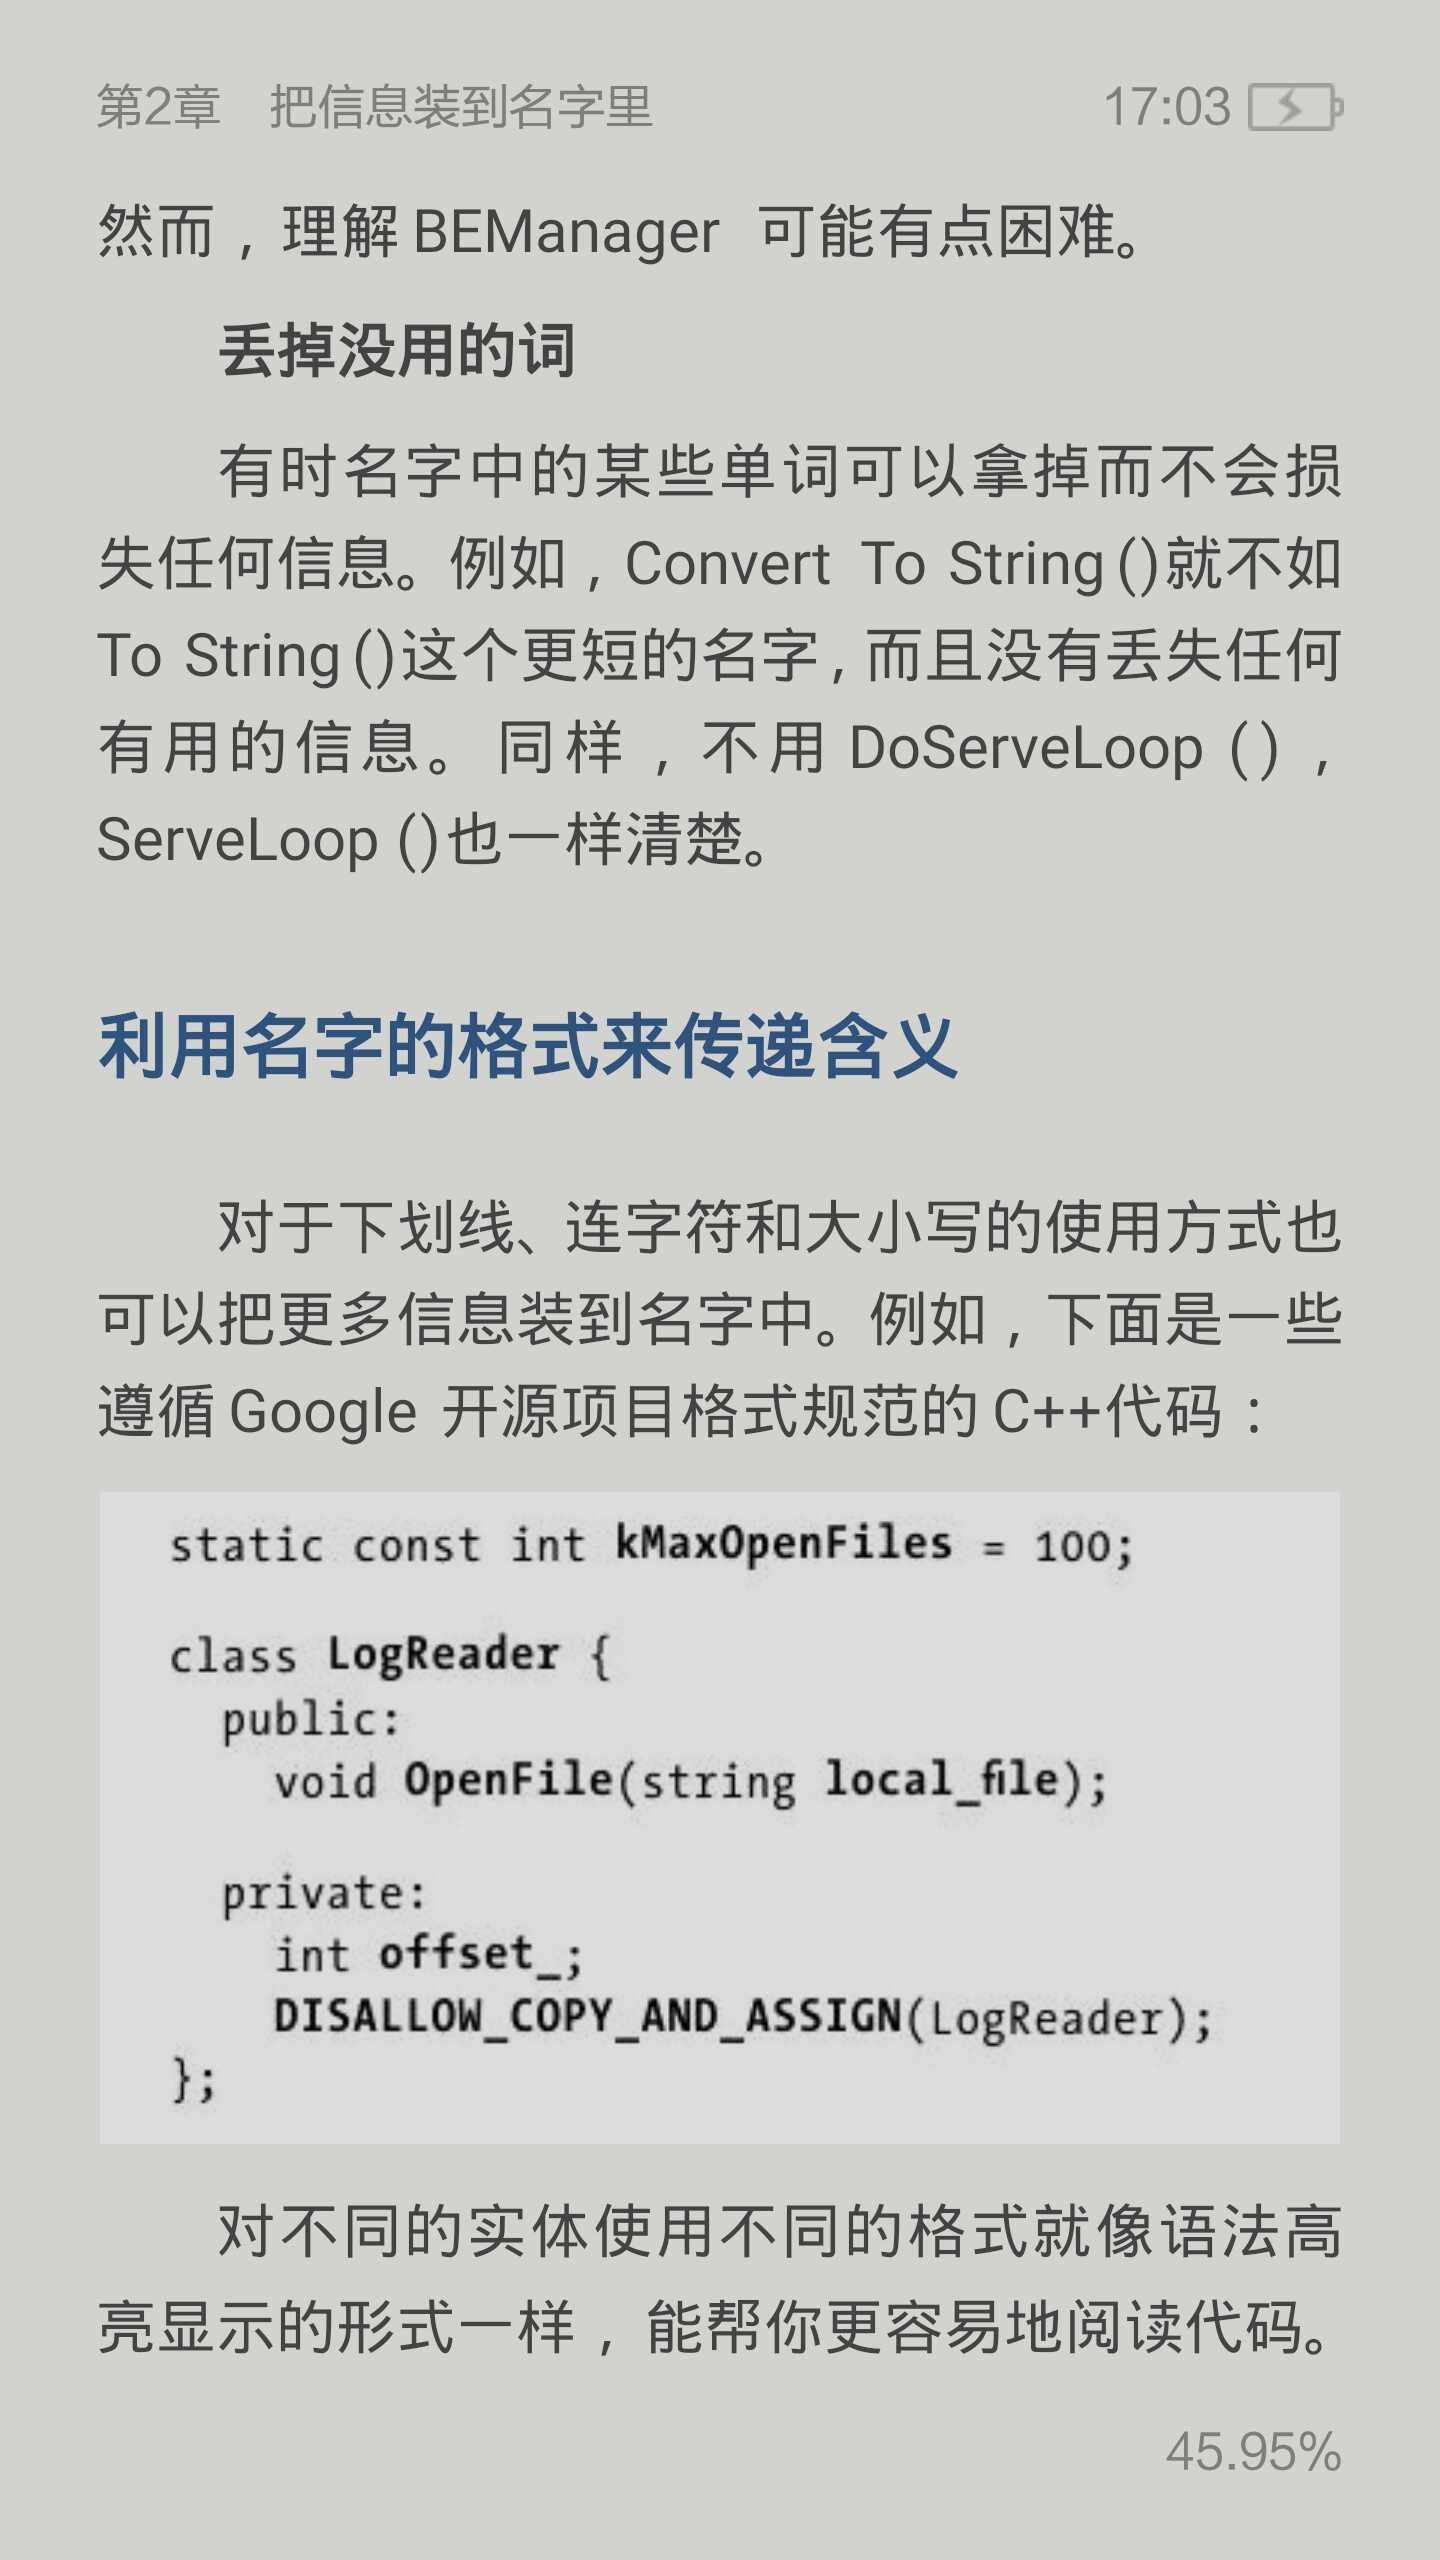 第2章　把信息装到名字里
17:03
然而，理解 BEManager 可能有点困难。
丢掉没用的词
有时名字中的某些单词可以拿掉而不会损
失任何信息。例如，Convert To String ()就不如
To String ()这个更短的名字，而且没有丢失任何
有用的信息。同样，不用 DoServeLoop ()，
ServeLoop ()也一样清楚。
利用名字的格式来传递含义
对于下划线、连字符和大小写的使用方式也
可以把更多信息装到名字中。例如，下面是一些
遵循 Google 开源项目格式规范的 C++代码：
static const int kMaxOpenFiles = 100;
class LogReader {
public:
void OpenFile(string local_file);
private:
int offset_;
DISALLOW_COPY_AND_ASSIGN(LogReader);
};
对不同的实体使用不同的格式就像语法高
亮显示的形式一样，能帮你更容易地阅读代码。
45.95%